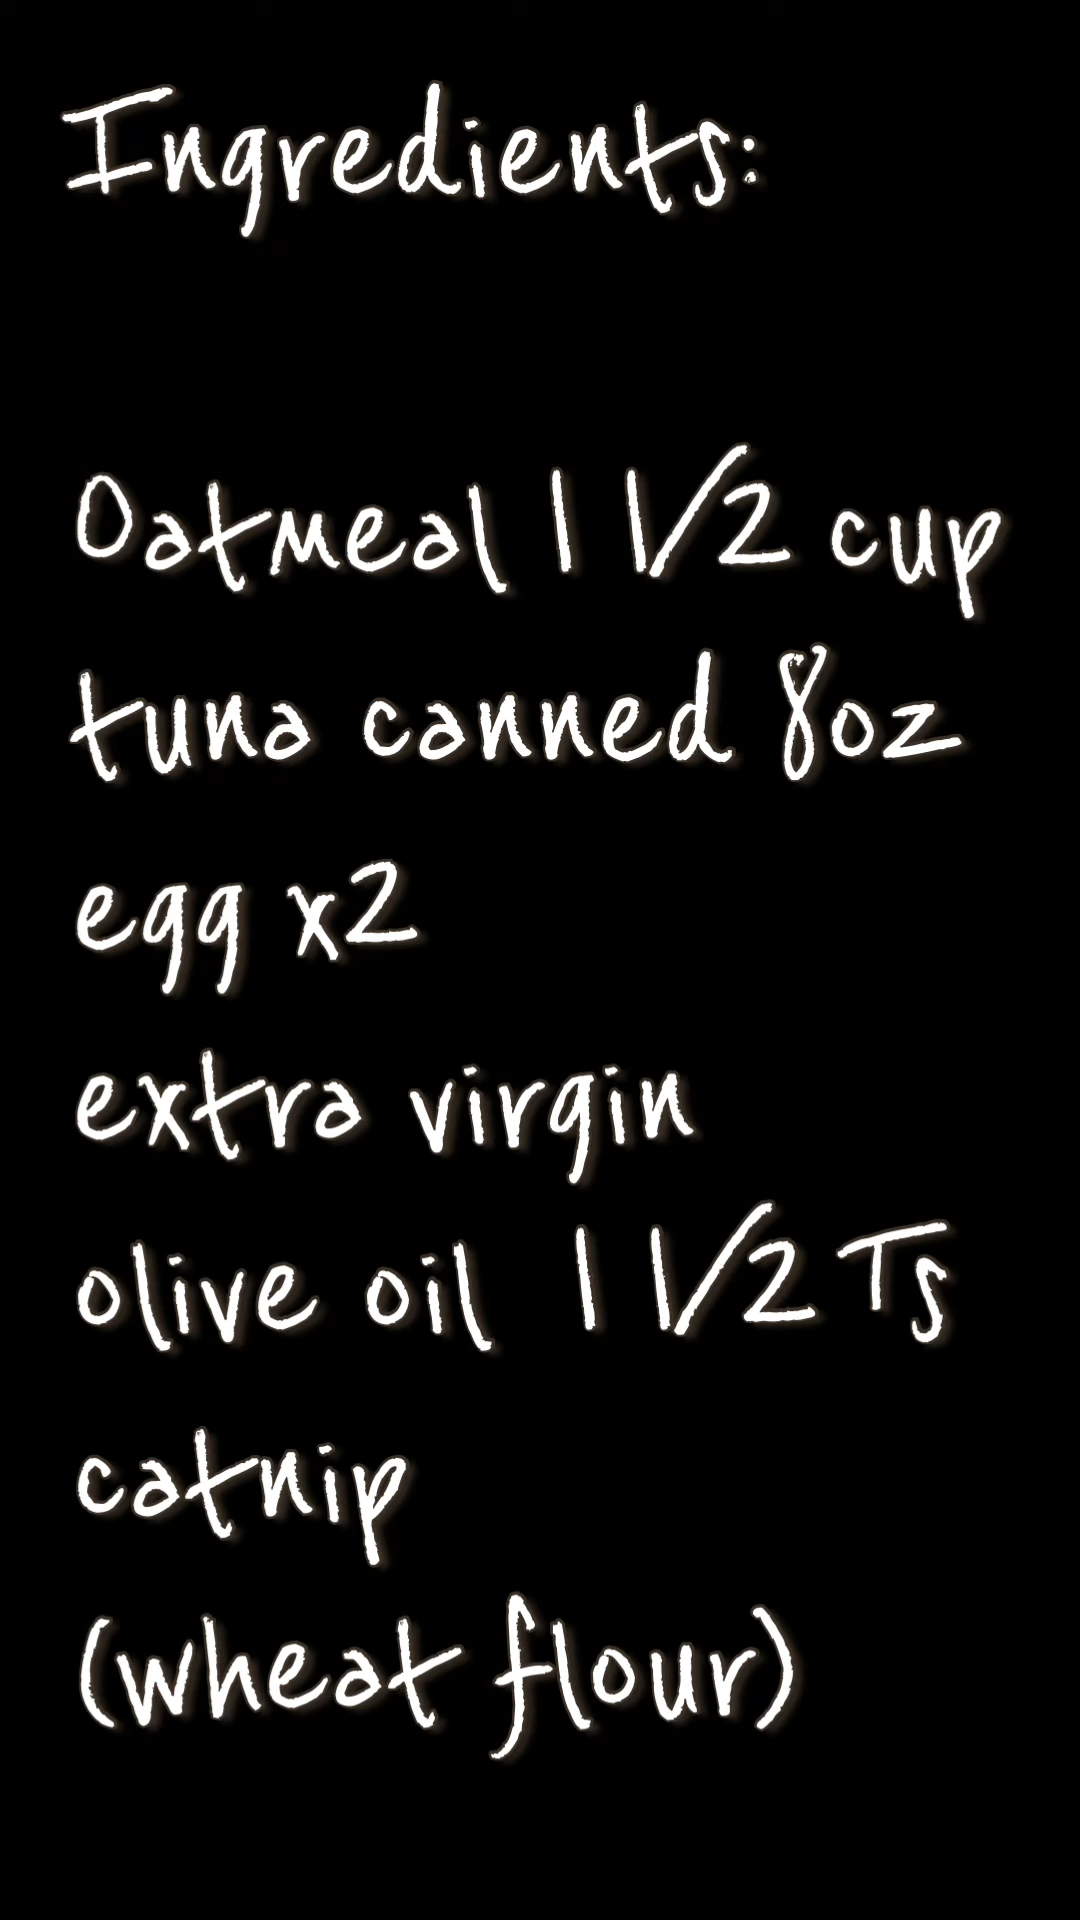 Ingredients:
Oatmeal 1 1/2 cup
tuna canned 8oz
egg x2
extra virgin
olive oil 1 1/2 Ts
catnip
(wheat flour)